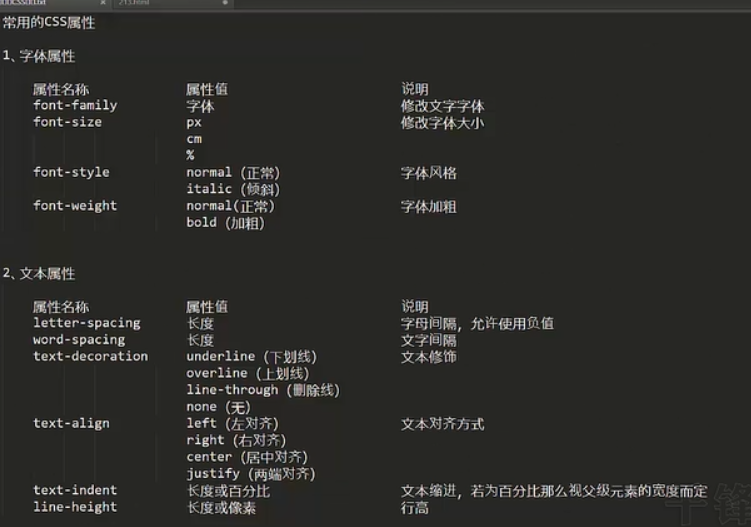 213.html
常用的CSS属性
1、字体属性
属性名称 属性值 说明
font-family 字体 修改文字字体
font-size px 修改字体大小
cm
%
font-style normal (正常) 字体风格
italic (倾斜)
font-weight normal(正常) 字体加粗
bold (加粗)
2、文本属性
属性名称 属性值 说明
letter-spacing 长度 字母间隔, 允许使用负值
word-spacing 长度 文字间隔
text-decoration underline (下划线) 文本修饰
overline (上划线)
line-through (删除线)
none (无)
text-align left (左对齐) 文本对齐方式
right (右对齐)
center (居中对齐)
justify (两端对齐)
text-indent 长度或百分比 文本缩进, 若为百分比那么视父级元素的宽度而定
line-height 长度或像素 行高